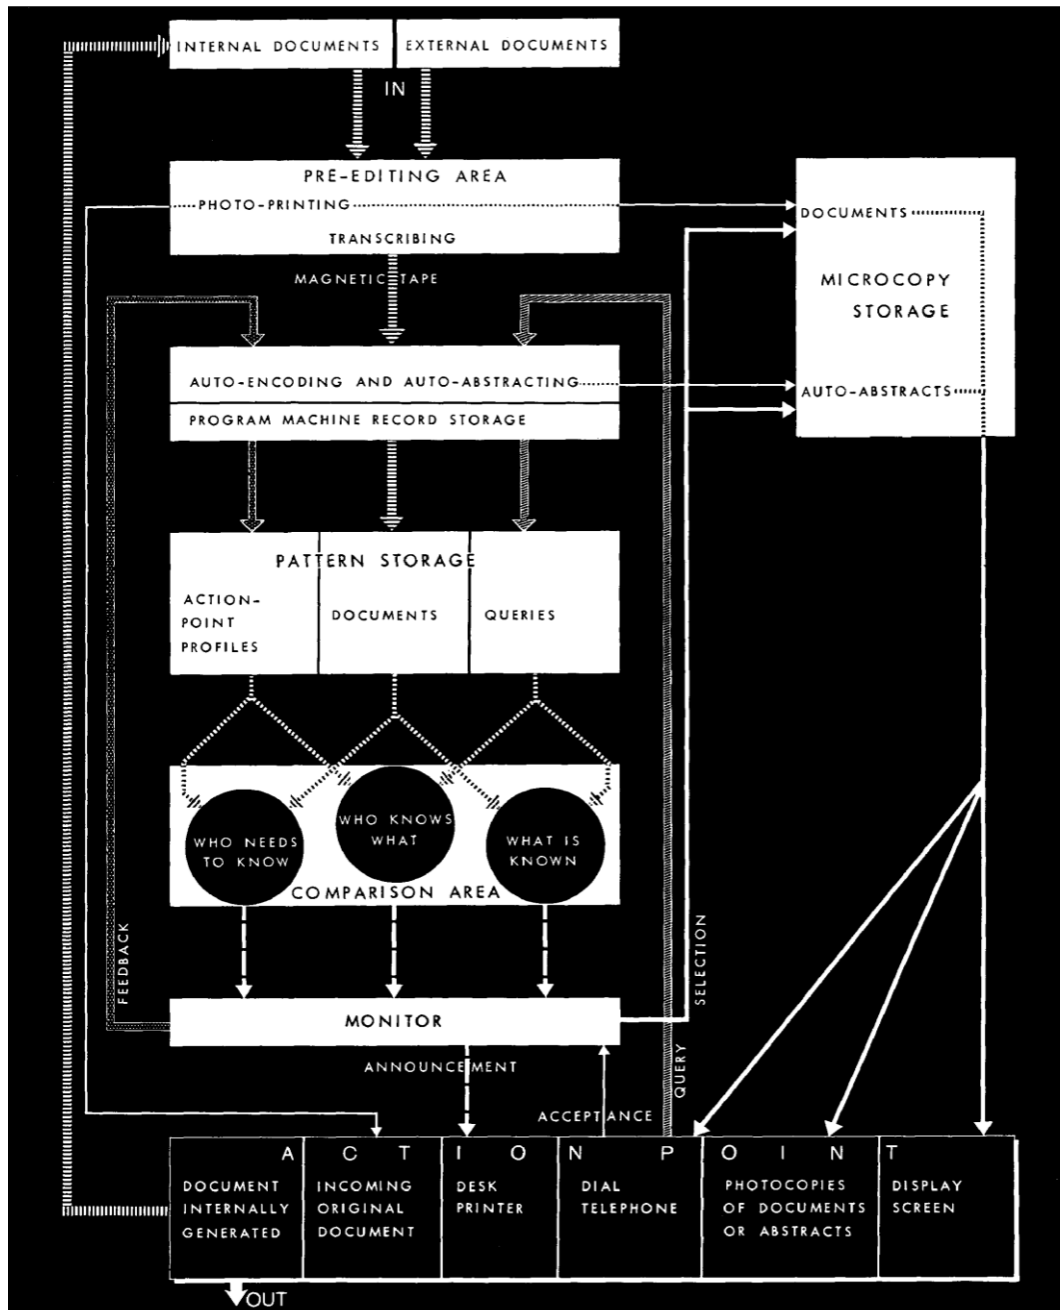 INTERNAL DOCUMENTS
EXTERNAL DOCUMENTS
IN
PRE-EDITING AREA
PHOTO-PRINTING
TRANSCRIBING
MAGNETIC TAPE
DOCUMENTS
MICROCOPY
STORAGE
AUTO-ABSTRACTS
AUTO-ENCODING AND AUTO-ABSTRACTING
PROGRAM MACHINE RECORD STORAGE
PATTERN STORAGE
ACTION-
POINT
PROFILES
DOCUMENTS
QUERIES
WHO NEEDS
TO KNOW
WHO KNOWS
WHAT
WHAT IS
KNOWN
COMPARISON AREA
FEEDBACK
SELECTION
MONITOR
ANNOUNCEMENT
QUERY
ACCEPTANCE
ACTION POINT
DOCUMENT
INTERNALLY
GENERATED
INCOMING
ORIGINAL
DOCUMENT
DESK
PRINTER
DIAL
TELEPHONE
PHOTOCOPIES
OF DOCUMENTS
OR ABSTRACTS
DISPLAY
SCREEN
OUT